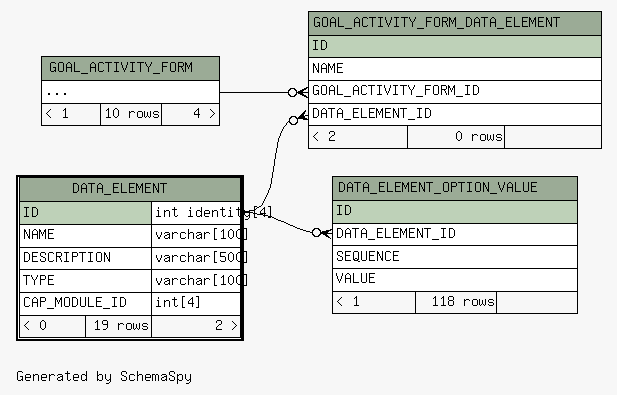 GOAL_ACTIVITY_FORM
...
< 1 10 rows 4 >
GOAL_ACTIVITY_FORM_DATA_ELEMENT
ID
NAME
GOAL_ACTIVITY_FORM_ID
DATA_ELEMENT_ID
< 2 0 rows
DATA_ELEMENT
ID int identity[4]
NAME varchar[100]
DESCRIPTION varchar[500]
TYPE varchar[100]
CAP_MODULE_ID int[4]
< 0 19 rows 2 >
DATA_ELEMENT_OPTION_VALUE
ID
DATA_ELEMENT_ID
SEQUENCE
VALUE
< 1 118 rows
Generated by SchemaSpy